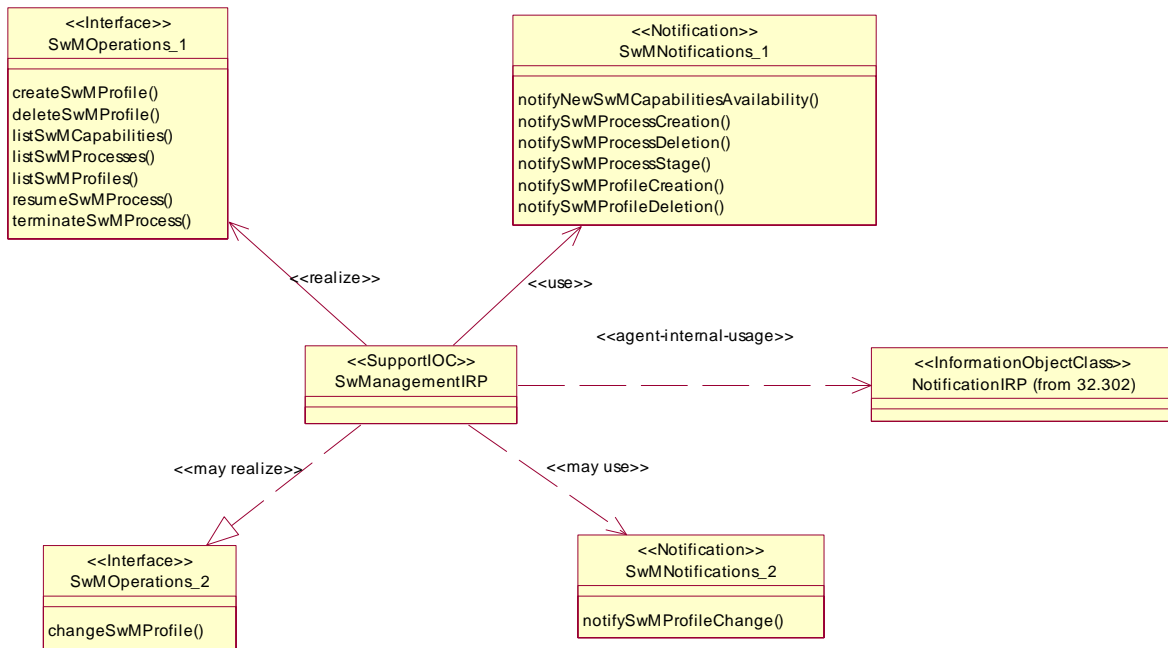 <<Interface>>
SwMOperations_1
createSwMProfile()
deleteSwMProfile()
listSwMCapabilities()
listSwMProcesses()
listSwMProfiles()
resumeSwMProcess()
terminateSwMProcess()
<<Notification>>
SwMNotifications_1
notifyNewSwMCapabilitiesAvailability()
notifySwMProcessCreation()
notifySwMProcessDeletion()
notifySwMProcessStage()
notifySwMProfileCreation()
notifySwMProfileDeletion()
<<realize>>
<<use>>
<<agent-internal-usage>>
<<SupportIOC>>
SwManagementIRP
<<InformationObjectClass>>
NotificationIRP (from 32.302)
<<may realize>>
<<may use>>
<<Interface>>
SwMOperations_2
changeSwMProfile()
<<Notification>>
SwMNotifications_2
notifySwMProfileChange()